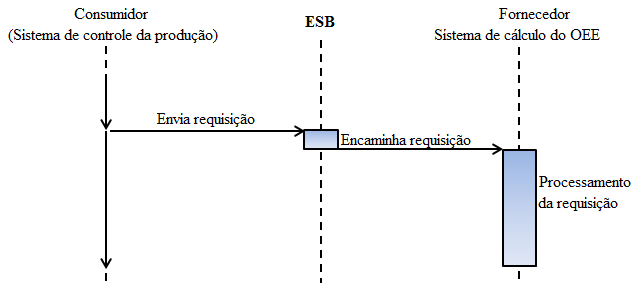 Consumidor
(Sistema de controle da produção)
ESB
Fornecedor
Sistema de cálculo do OEE
Envia requisição
Encaminha requisição
Processamento
da requisição